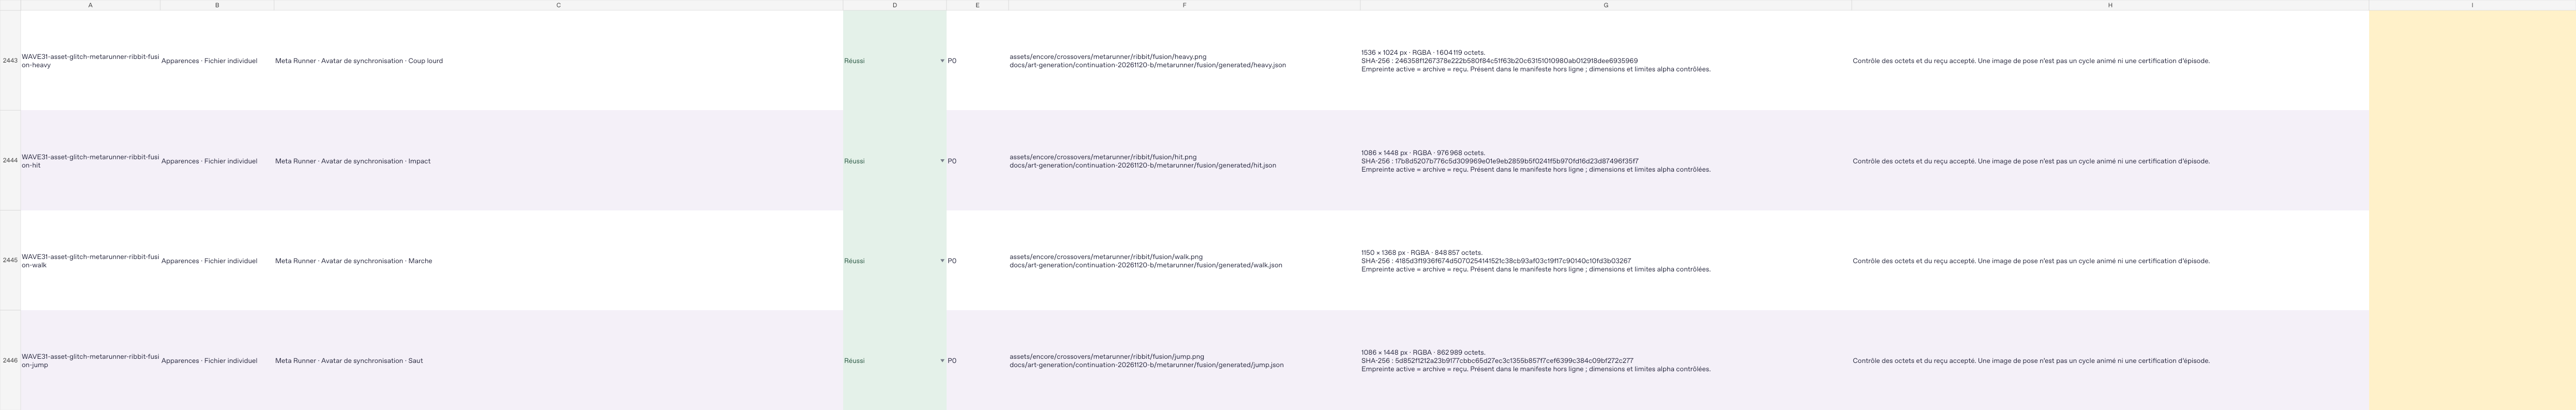 A B C D E F G H I
2443
WAVE31-asset-glitch-metarunner-ribbit-fusi
on-heavy
Apparences · Fichier individuel
Meta Runner · Avatar de synchronisation · Coup lourd
Réussi
P0
assets/encore/crossovers/metarunner/ribbit/fusion/heavy.png
docs/art-generation/continuation-20261120-b/metarunner/fusion/generated/heavy.json
1536 × 1024 px · RGBA · 1 604 119 octets.
SHA-256 : 246358f1267378e222b580f84c51f63b20c63151010980ab012918dee6935969
Empreinte active = archive = reçu. Présent dans le manifeste hors ligne ; dimensions et limites alpha contrôlées.
Contrôle des octets et du reçu accepté. Une image de pose n'est pas un cycle animé ni une certification d'épisode.
2444
WAVE31-asset-glitch-metarunner-ribbit-fusi
on-hit
Apparences · Fichier individuel
Meta Runner · Avatar de synchronisation · Impact
Réussi
P0
assets/encore/crossovers/metarunner/ribbit/fusion/hit.png
docs/art-generation/continuation-20261120-b/metarunner/fusion/generated/hit.json
1086 × 1448 px · RGBA · 976 968 octets.
SHA-256 : 17b8d5207b776c5d309969e01e9eb2859b5f0241f5b970fd16d23d87496f35f7
Empreinte active = archive = reçu. Présent dans le manifeste hors ligne ; dimensions et limites alpha contrôlées.
Contrôle des octets et du reçu accepté. Une image de pose n'est pas un cycle animé ni une certification d'épisode.
2445
WAVE31-asset-glitch-metarunner-ribbit-fusi
on-walk
Apparences · Fichier individuel
Meta Runner · Avatar de synchronisation · Marche
Réussi
P0
assets/encore/crossovers/metarunner/ribbit/fusion/walk.png
docs/art-generation/continuation-20261120-b/metarunner/fusion/generated/walk.json
1150 × 1368 px · RGBA · 848 857 octets.
SHA-256 : 4185d3f1936f674d5070254141521c38cb93af03c19f17c90140c10fd3b03267
Empreinte active = archive = reçu. Présent dans le manifeste hors ligne ; dimensions et limites alpha contrôlées.
Contrôle des octets et du reçu accepté. Une image de pose n'est pas un cycle animé ni une certification d'épisode.
2446
WAVE31-asset-glitch-metarunner-ribbit-fusi
on-jump
Apparences · Fichier individuel
Meta Runner · Avatar de synchronisation · Saut
Réussi
P0
assets/encore/crossovers/metarunner/ribbit/fusion/jump.png
docs/art-generation/continuation-20261120-b/metarunner/fusion/generated/jump.json
1086 × 1448 px · RGBA · 862 989 octets.
SHA-256 : 5d852f1212a23b9177cbbc65d27ec3c1355b857f7cef6399c384c09bf272c277
Empreinte active = archive = reçu. Présent dans le manifeste hors ligne ; dimensions et limites alpha contrôlées.
Contrôle des octets et du reçu accepté. Une image de pose n'est pas un cycle animé ni une certification d'épisode.